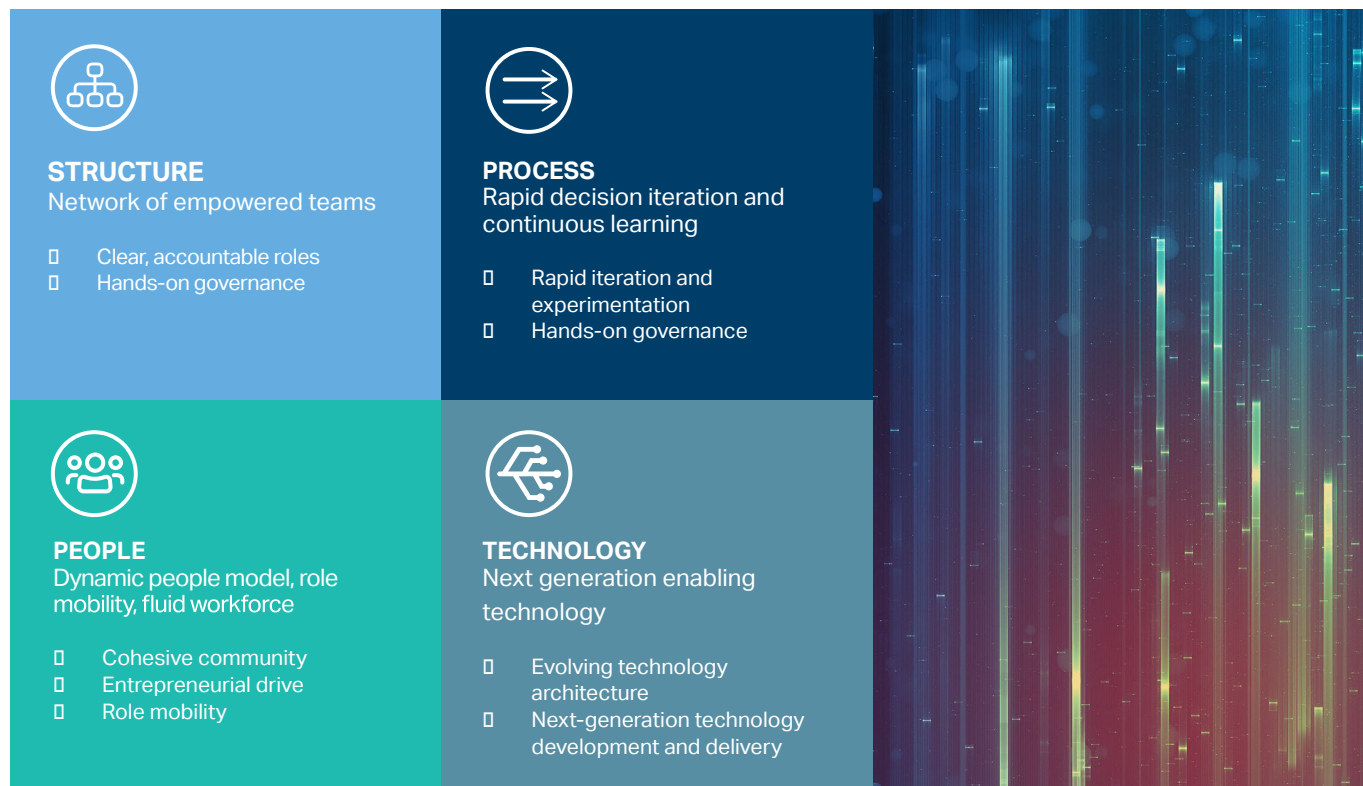 STRUCTURE
Network of empowered teams
▯ Clear, accountable roles
▯ Hands-on governance
PROCESS
Rapid decision iteration and
continuous learning
▯ Rapid iteration and
experimentation
▯ Hands-on governance
PEOPLE
Dynamic people model, role
mobility, fluid workforce
▯ Cohesive community
▯ Entrepreneurial drive
▯ Role mobility
TECHNOLOGY
Next generation enabling
technology
▯ Evolving technology
architecture
▯ Next-generation technology
development and delivery